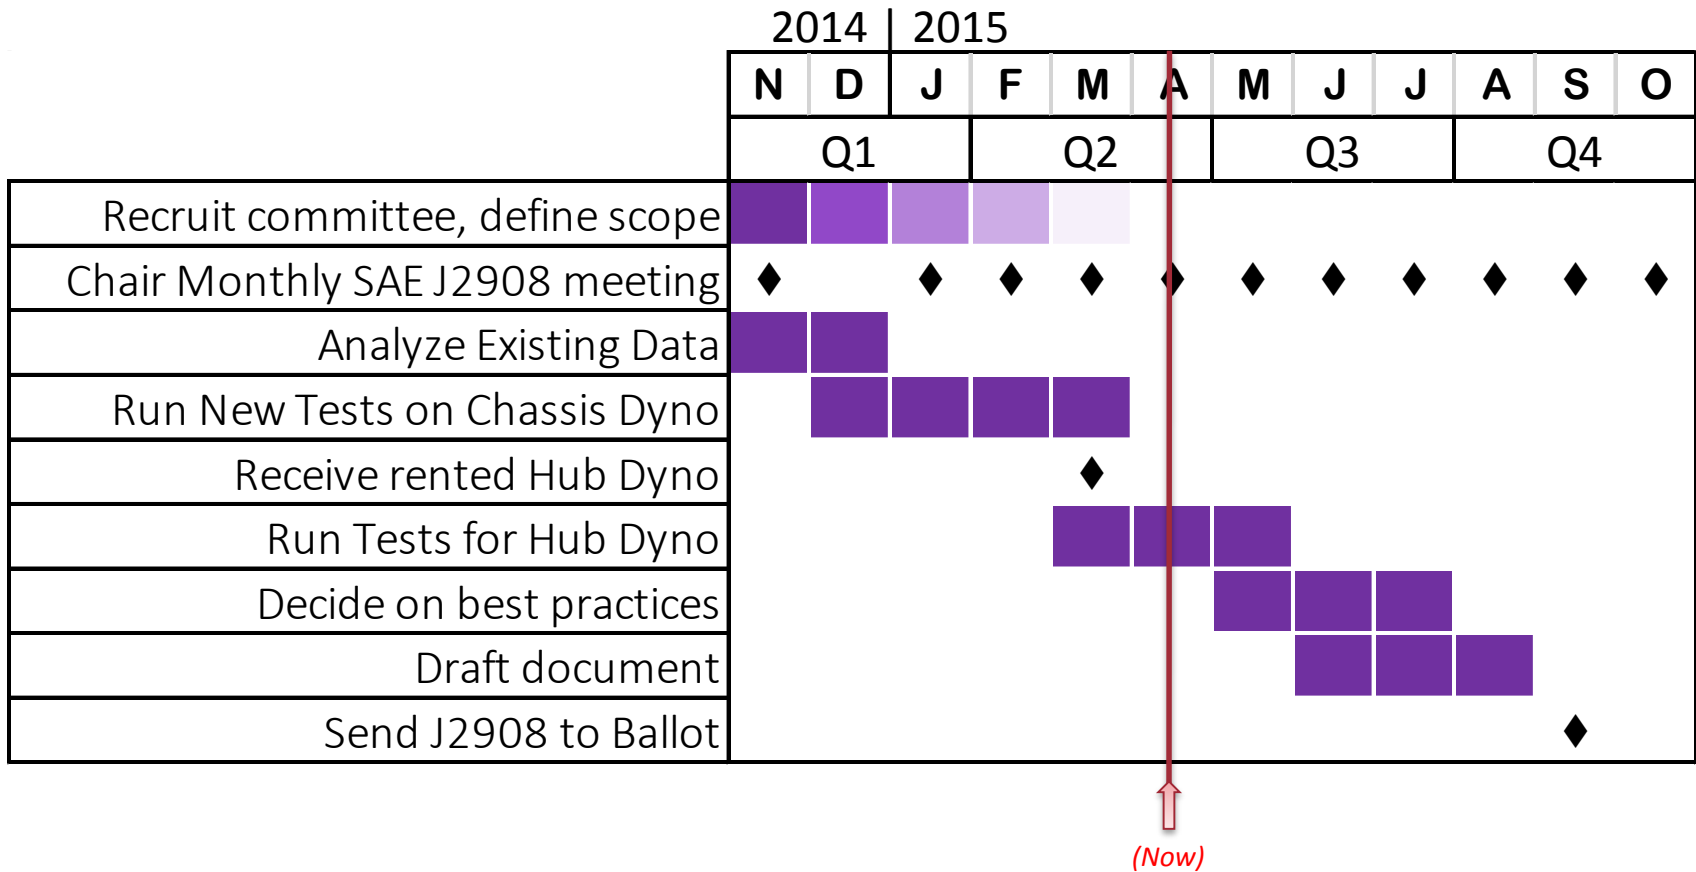 2014 | 2015
N D J F M A M J J A S O
Q1 Q2 Q3 Q4
Recruit committee, define scope
Chair Monthly SAE J2908 meeting
Analyze Existing Data
Run New Tests on Chassis Dyno
Receive rented Hub Dyno
Run Tests for Hub Dyno
Decide on best practices
Draft document
Send J2908 to Ballot
(Now)